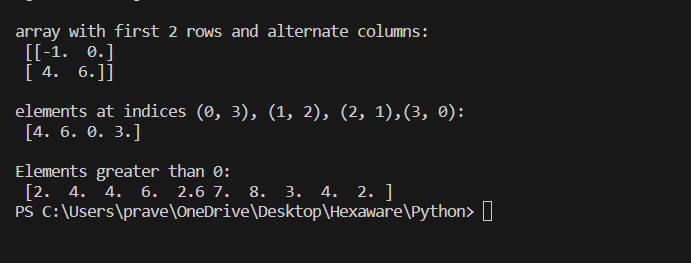 array with first 2 rows and alternate columns:
[[-1. 0.]
[ 4. 6.]]
elements at indices (0, 3), (1, 2), (2, 1),(3, 0):
[4. 6. 0. 3.]
Elements greater than 0:
[2. 4. 4. 6. 2.6 7. 8. 3. 4. 2. ]
PS C:\Users\prave\OneDrive\Desktop\Hexaware\Python>